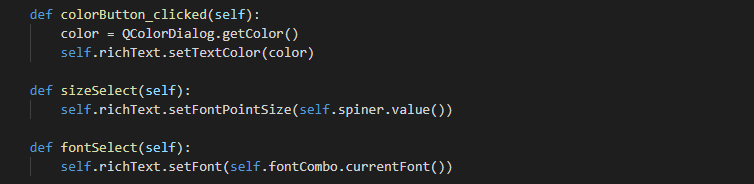 def colorButton_clicked(self):
    color = QColorDialog.getColor()
    self.richText.setTextColor(color)

def sizeSelect(self):
    self.richText.setFontPointSize(self.spiner.value())

def fontSelect(self):
    self.richText.setFont(self.fontCombo.currentFont())